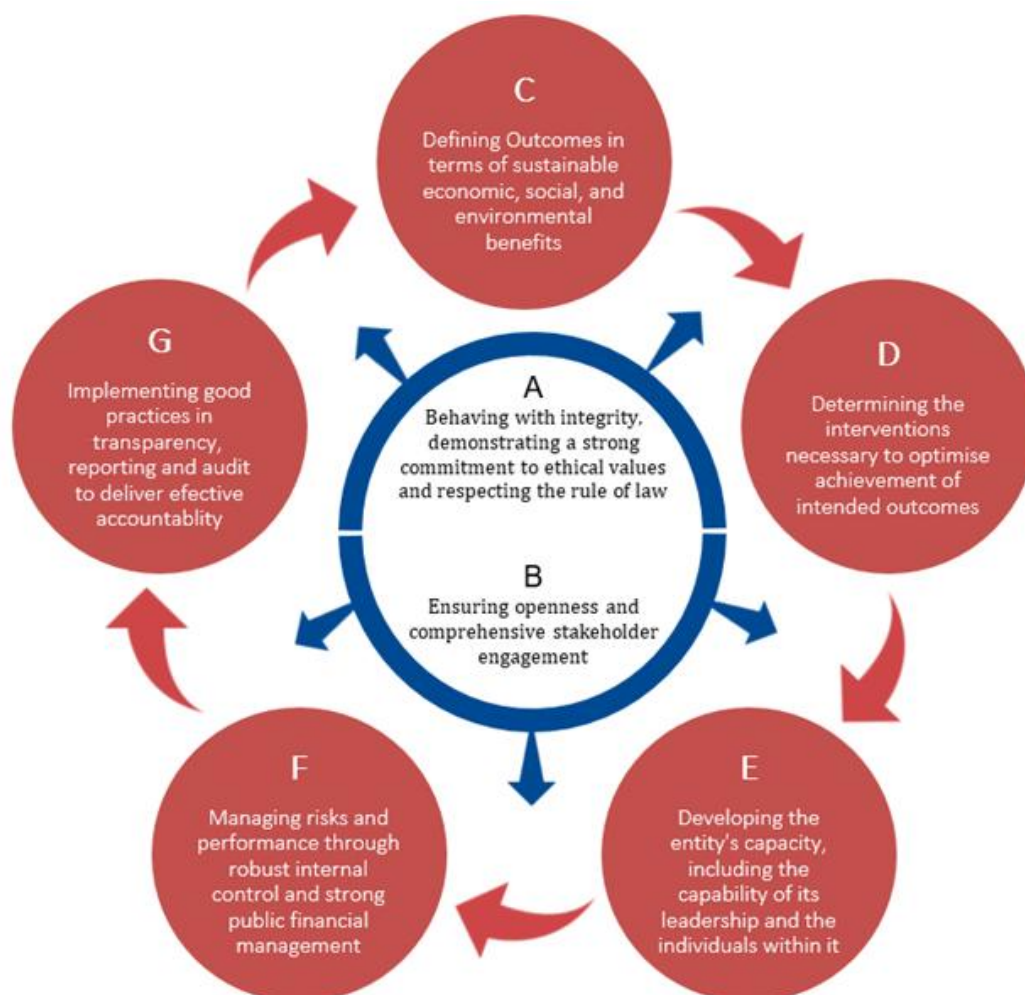 C
Defining Outcomes in
terms of sustainable
economic, social, and
environmental
benefits
G
Implementing good
practices in
transparency,
reporting and audit
to deliver efective
accountablity
A
Behaving with integrity,
demonstrating a strong
commitment to ethical values
and respecting the rule of law
D
Determining the
interventions
necessary to optimise
achievement of
intended outcomes
B
Ensuring openness and
comprehensive stakeholder
engagement
F
Managing risks and
performance through
robust internal
control and strong
public financial
management
E
Developing the
entity's capacity,
including the
capability of its
leadership and the
individuals within it